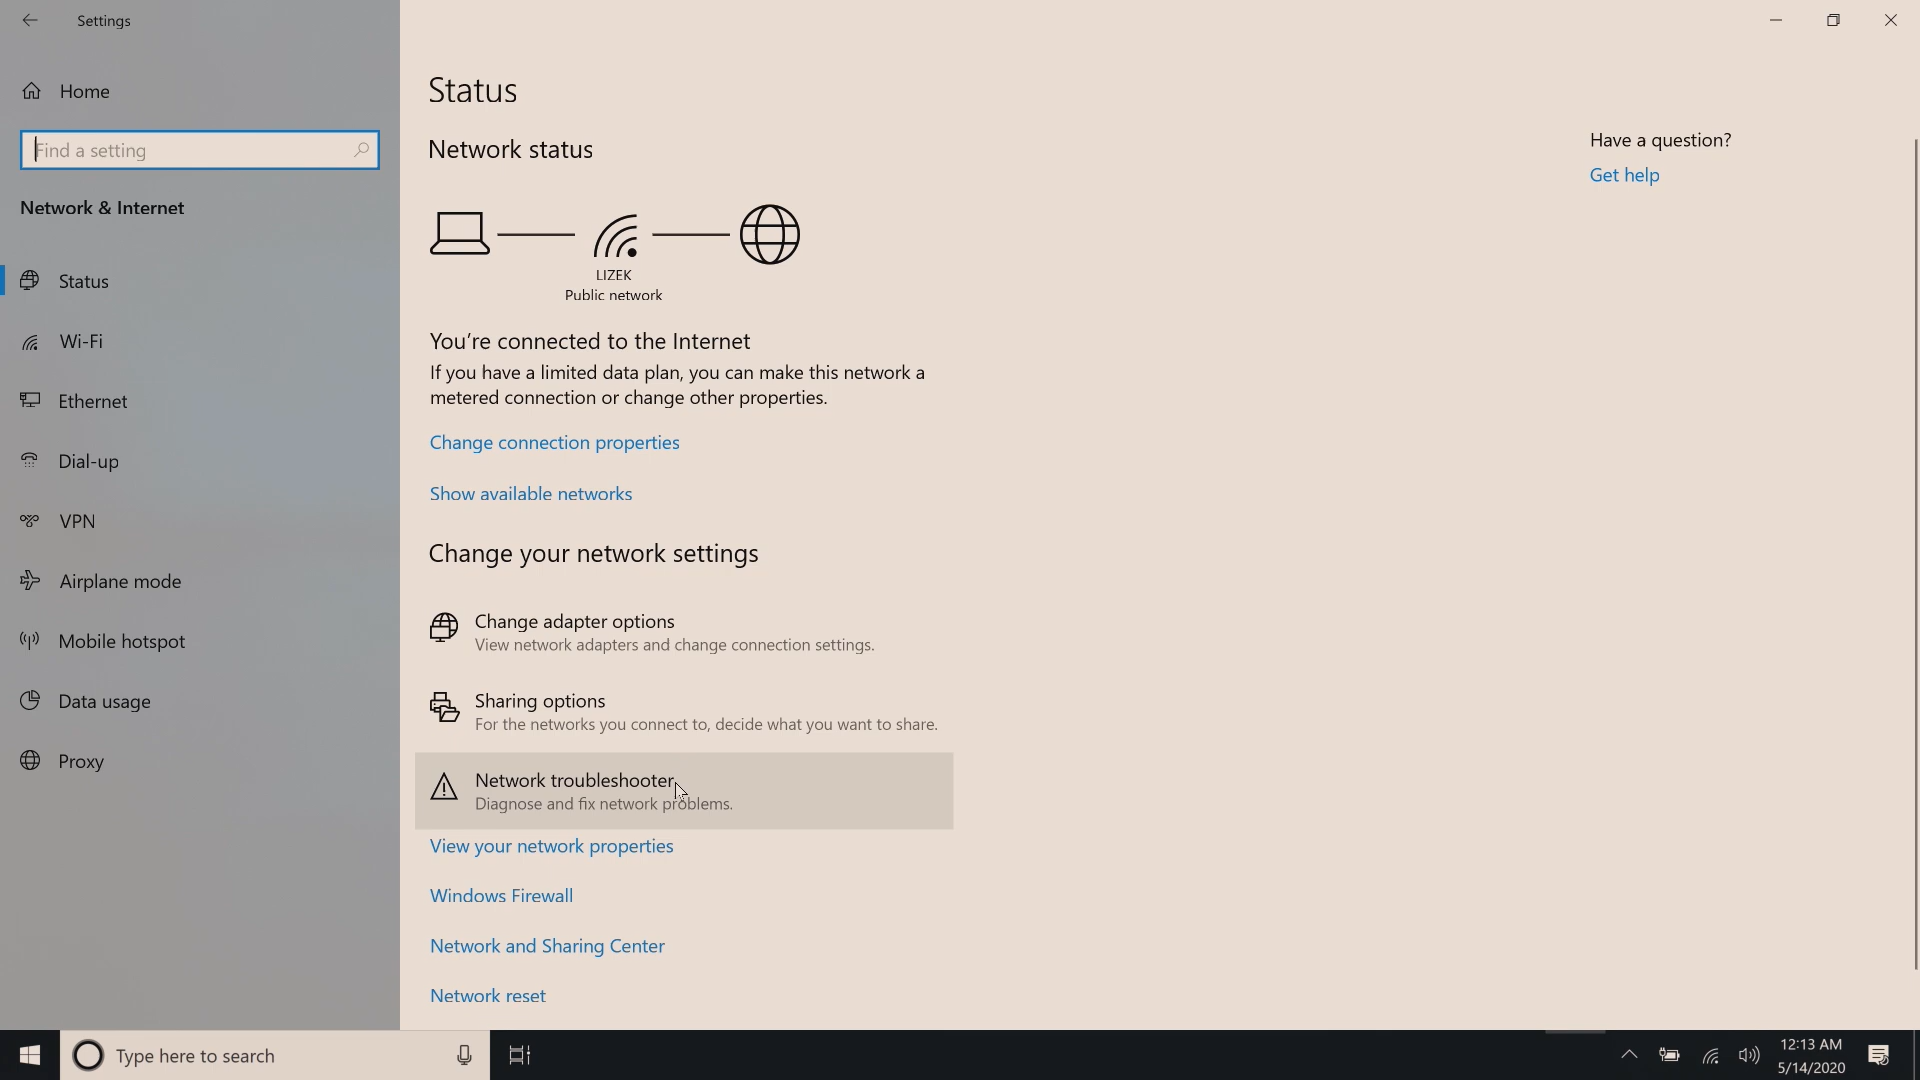 Settings
Home
Find a setting
Network & Internet
Status
Wi-Fi
Ethernet
Dial-up
VPN
Airplane mode
Mobile hotspot
Data usage
Proxy
Status
Network status
LIZEK
Public network
You're connected to the Internet
If you have a limited data plan, you can make this network a
metered connection or change other properties.
Change connection properties
Show available networks
Change your network settings
Change adapter options
View network adapters and change connection settings.
Sharing options
For the networks you connect to, decide what you want to share.
Network troubleshooter
Diagnose and fix network problems.
View your network properties
Windows Firewall
Network and Sharing Center
Network reset
Have a question?
Get help
Type here to search
12:13 AM
5/14/2020